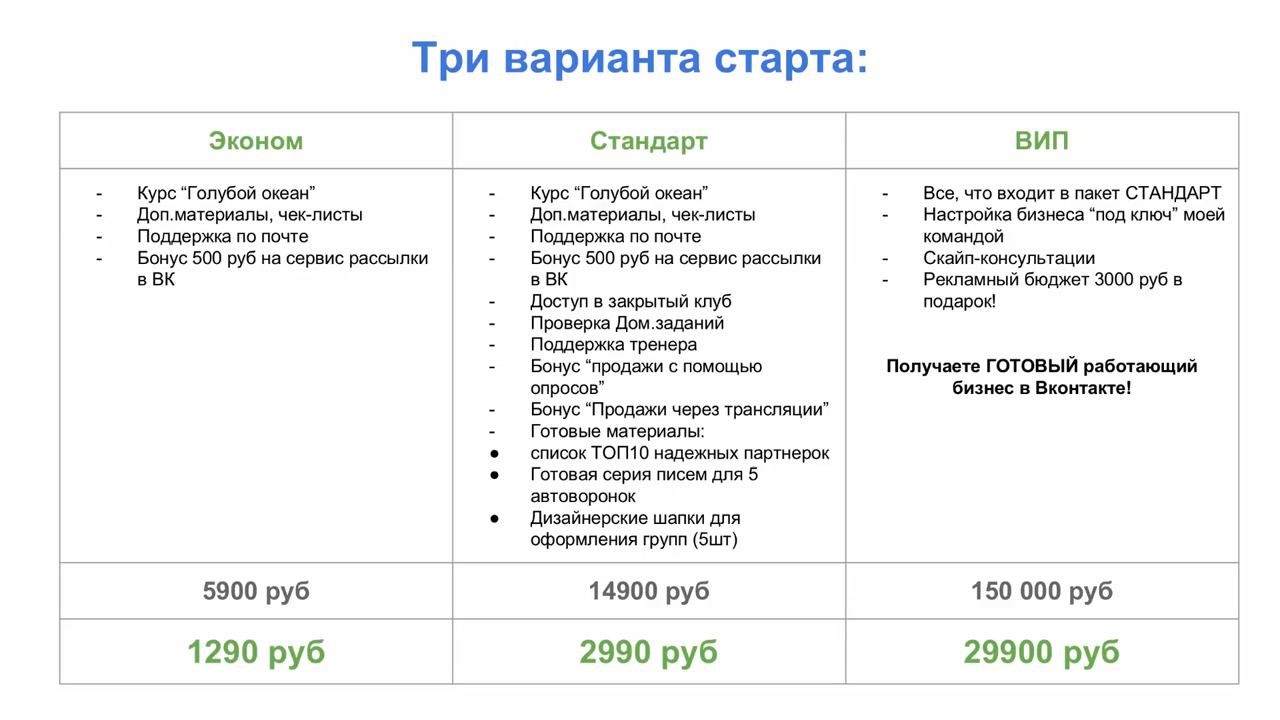 Три варианта старта:
Эконом
Стандарт
ВИП
- Курс “Голубой океан”
- Доп.материалы, чек-листы
- Поддержка по почте
- Бонус 500 руб на сервис рассылки
в ВК
- Курс “Голубой океан”
- Доп.материалы, чек-листы
- Поддержка по почте
- Бонус 500 руб на сервис рассылки
в ВК
- Доступ в закрытый клуб
- Проверка Дом.заданий
- Поддержка тренера
- Бонус “продажи с помощью
опросов”
- Бонус “Продажи через трансляции”
- Готовые материалы:
● список ТОП10 надежных партнерок
● Готовая серия писем для 5
автоворонок
● Дизайнерские шапки для
оформления групп (5шт)
- Все, что входит в пакет СТАНДАРТ
- Настройка бизнеса “под ключ” моей
командой
- Скайп-консультации
- Рекламный бюджет 3000 руб в
подарок!
Получаете ГОТОВЫЙ работающий
бизнес в Вконтакте!
5900 руб
14900 руб
150 000 руб
1290 руб
2990 руб
29900 руб